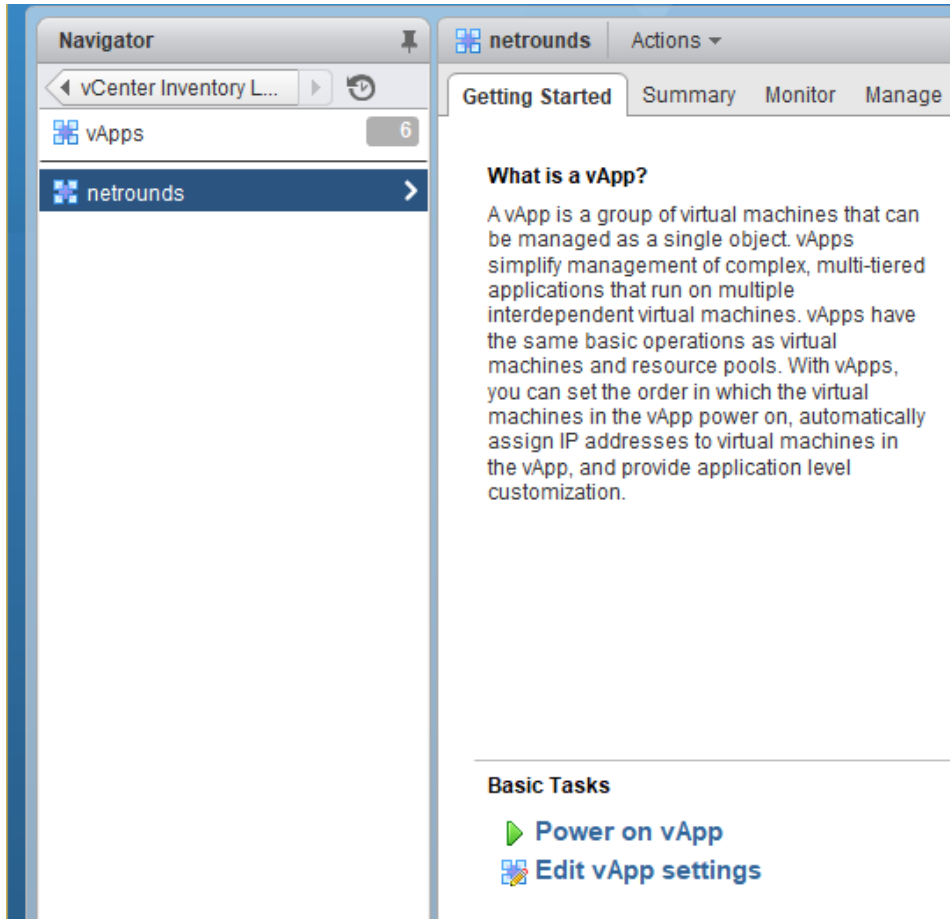 Navigator
vCenter Inventory L...
vApps 6
netrounds
netrounds Actions
Getting Started Summary Monitor Manage
What is a vApp?
A vApp is a group of virtual machines that can
be managed as a single object. vApps
simplify management of complex, multi-tiered
applications that run on multiple
interdependent virtual machines. vApps have
the same basic operations as virtual
machines and resource pools. With vApps,
you can set the order in which the virtual
machines in the vApp power on, automatically
assign IP addresses to virtual machines in
the vApp, and provide application level
customization.
Basic Tasks
Power on vApp
Edit vApp settings